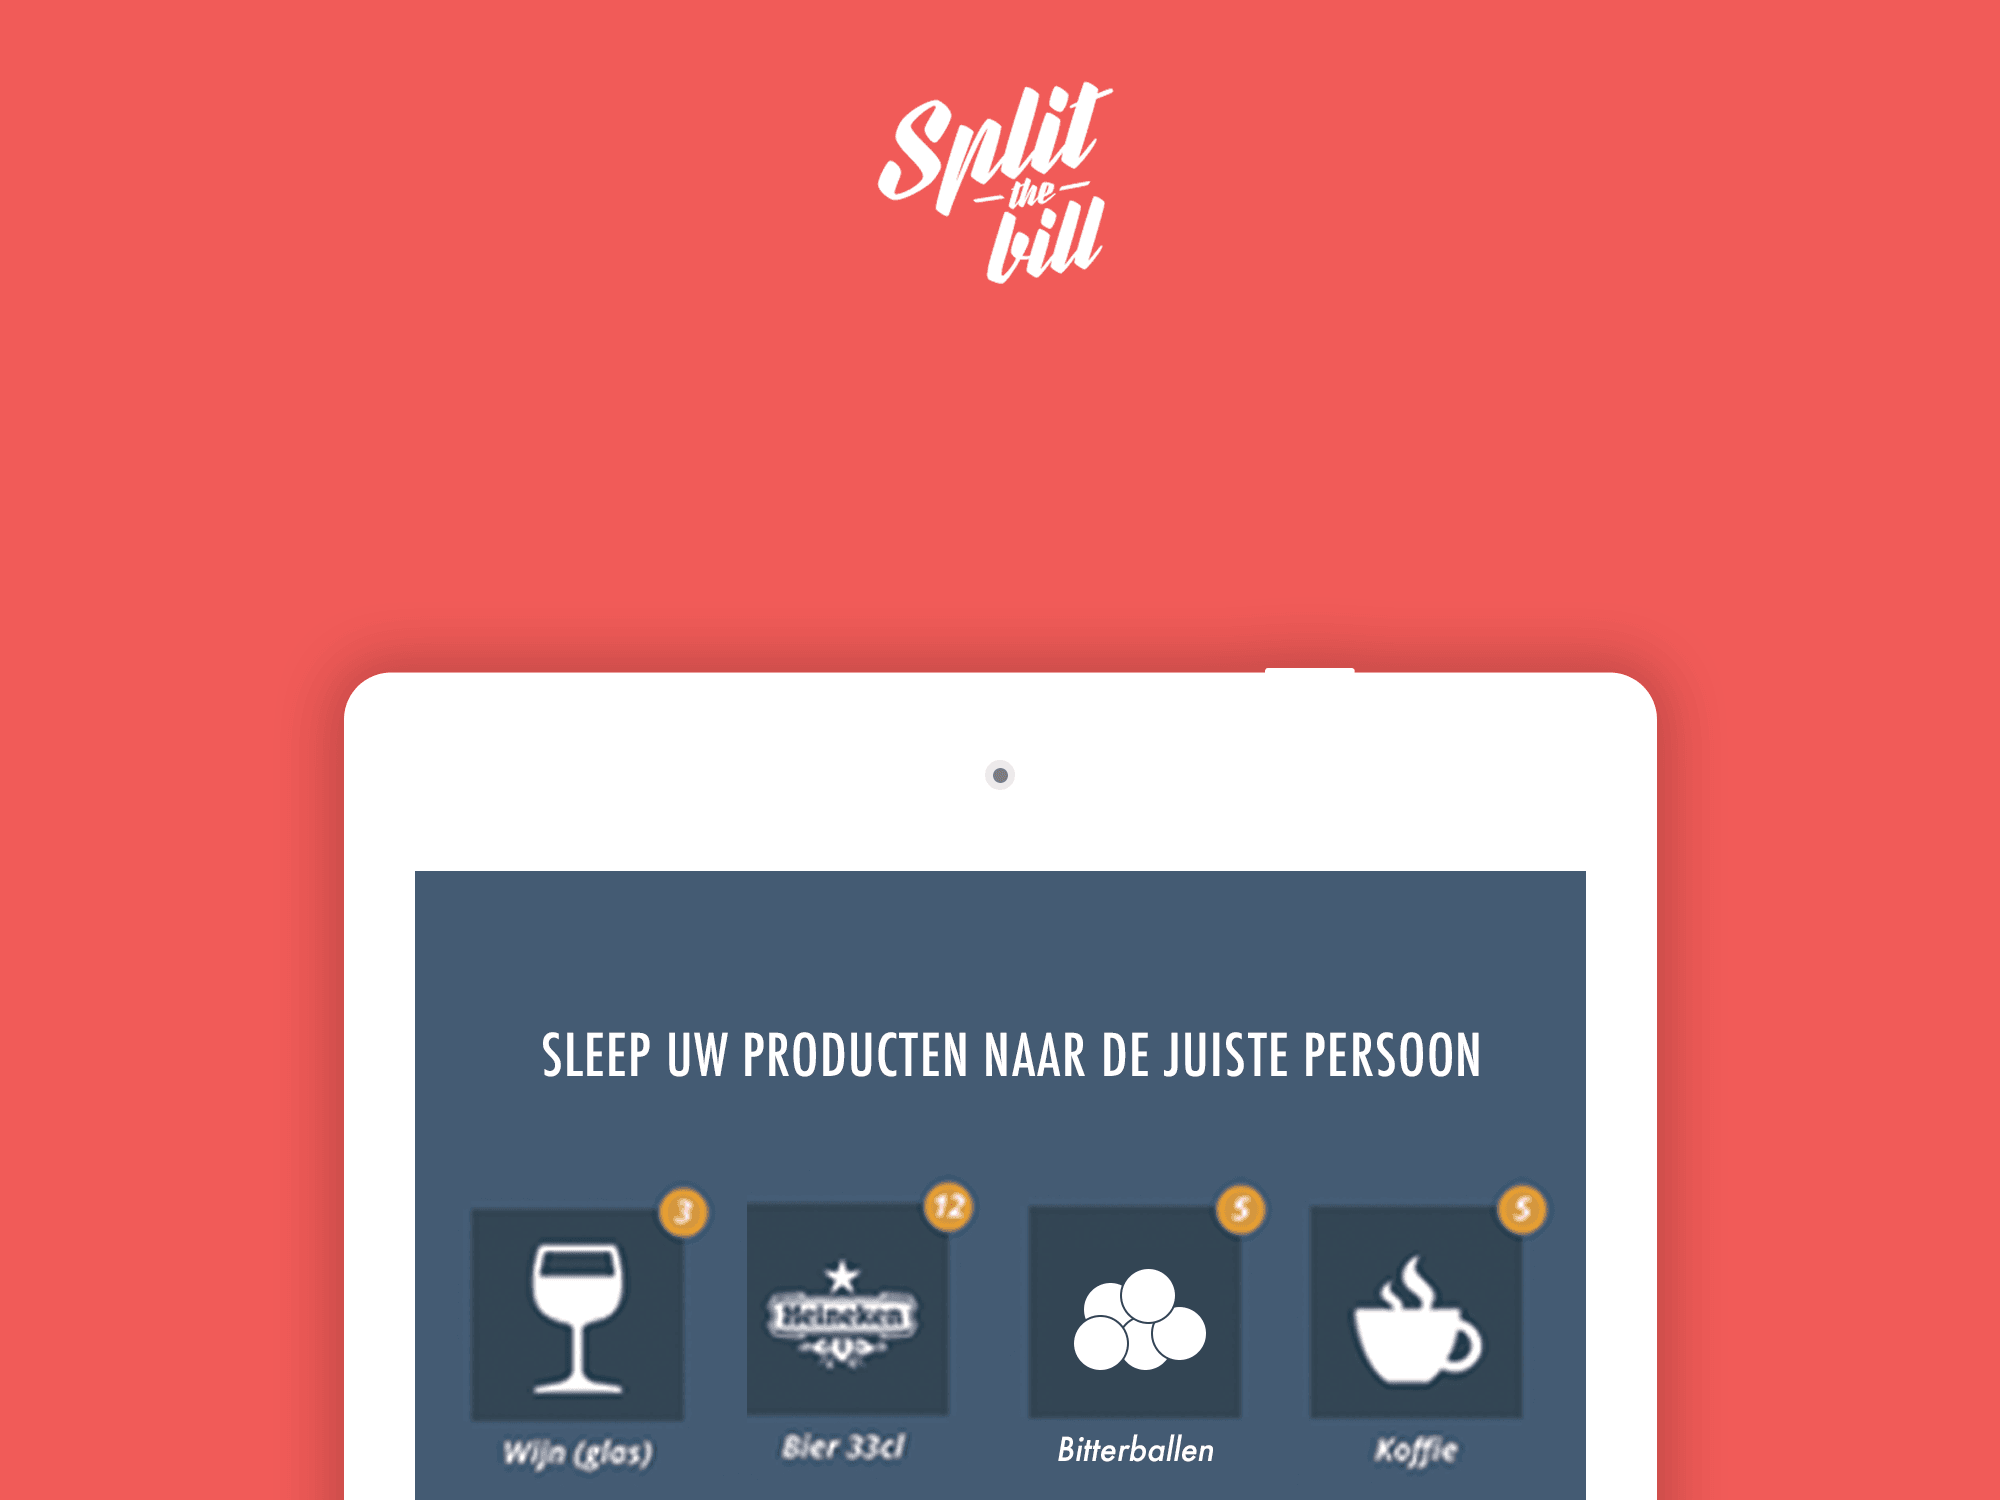 Split
the
bill
SLEEP UW PRODUCTEN NAAR DE JUISTE PERSOON
3
12
5
5
Heineken
Wijn (glas)
Bier 33cl
Bitterballen
Koffie